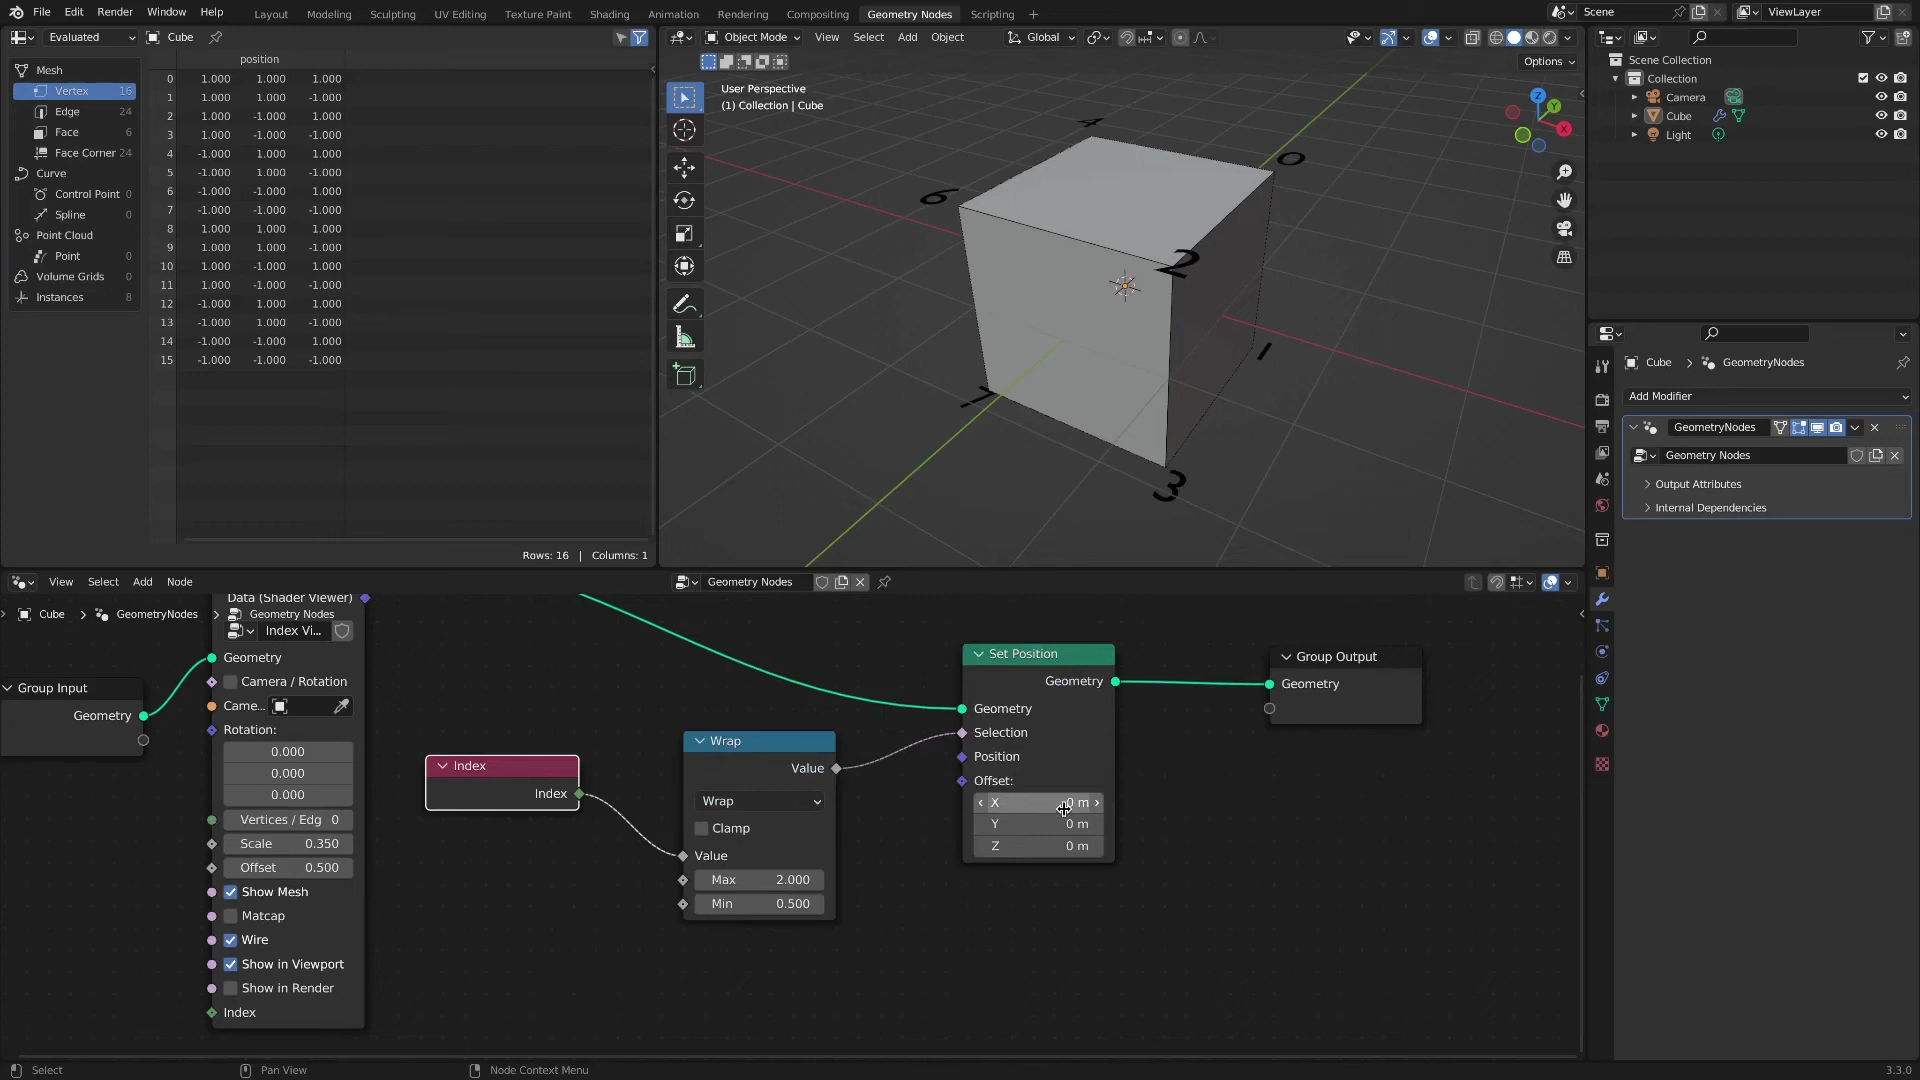 File Edit Render Window Help Layout Modeling Sculpting UV Editing Texture Paint Shading Animation Rendering Compositing Geometry Nodes Scripting + Scene ViewLayer
Evaluated Cube
position
Mesh
Vertex 16
Edge 24
Face 6
Face Corner 24
Curve
Control Point 0
Spline 0
Point Cloud
Point 0
Volume Grids 0
Instances 8
0 1.000 1.000 1.000
1 1.000 1.000 -1.000
2 1.000 -1.000 1.000
3 1.000 -1.000 -1.000
4 -1.000 1.000 1.000
5 -1.000 1.000 -1.000
6 -1.000 -1.000 1.000
7 -1.000 -1.000 -1.000
8 1.000 1.000 1.000
9 1.000 1.000 -1.000
10 1.000 -1.000 1.000
11 1.000 -1.000 -1.000
12 -1.000 1.000 1.000
13 -1.000 1.000 -1.000
14 -1.000 -1.000 1.000
15 -1.000 -1.000 -1.000
Rows: 16 | Columns: 1
Object Mode View Select Add Object Global
Options
User Perspective
(1) Collection | Cube
Z
Y
X
4
0
6
2
1
7
3
Scene Collection
Collection
Camera
Cube
Light
Cube > GeometryNodes
Add Modifier
GeometryNodes
Geometry Nodes
Output Attributes
Internal Dependencies
View Select Add Node Geometry Nodes
Cube > GeometryNodes > Geometry Nodes
Group Input
Geometry
Data (Shader Viewer)
Index Vi...
Geometry
Camera / Rotation
Came...
Rotation:
0.000
0.000
0.000
Vertices / Edg 0
Scale 0.350
Offset 0.500
Show Mesh
Matcap
Wire
Show in Viewport
Show in Render
Index
Index
Index
Wrap
Value
Wrap
Clamp
Value
Max 2.000
Min 0.500
Set Position
Geometry
Geometry
Selection
Position
Offset:
X 0 m
Y 0 m
Z 0 m
Group Output
Geometry
Select Pan View Node Context Menu 3.3.0